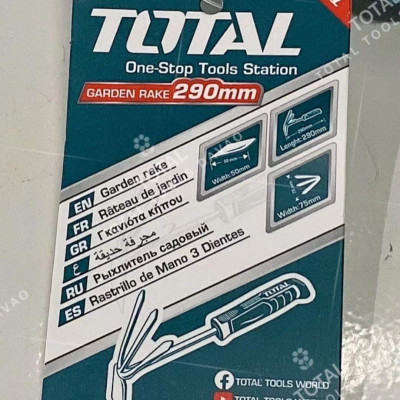 TOTAL
One-Stop Tools Station
GARDEN RAKE 290mm
290mm
Lenght:290mm
Width:50mm
Width:75mm
EN Garden rake
FR Râteau de jardin
GR Γκανιότα κήπου
ع مجرفة حديقة
RU Рыхлитель садовый
ES Rastrillo de Mano 3 Dientes
TOTAL
TOTAL TOOLS WORLD